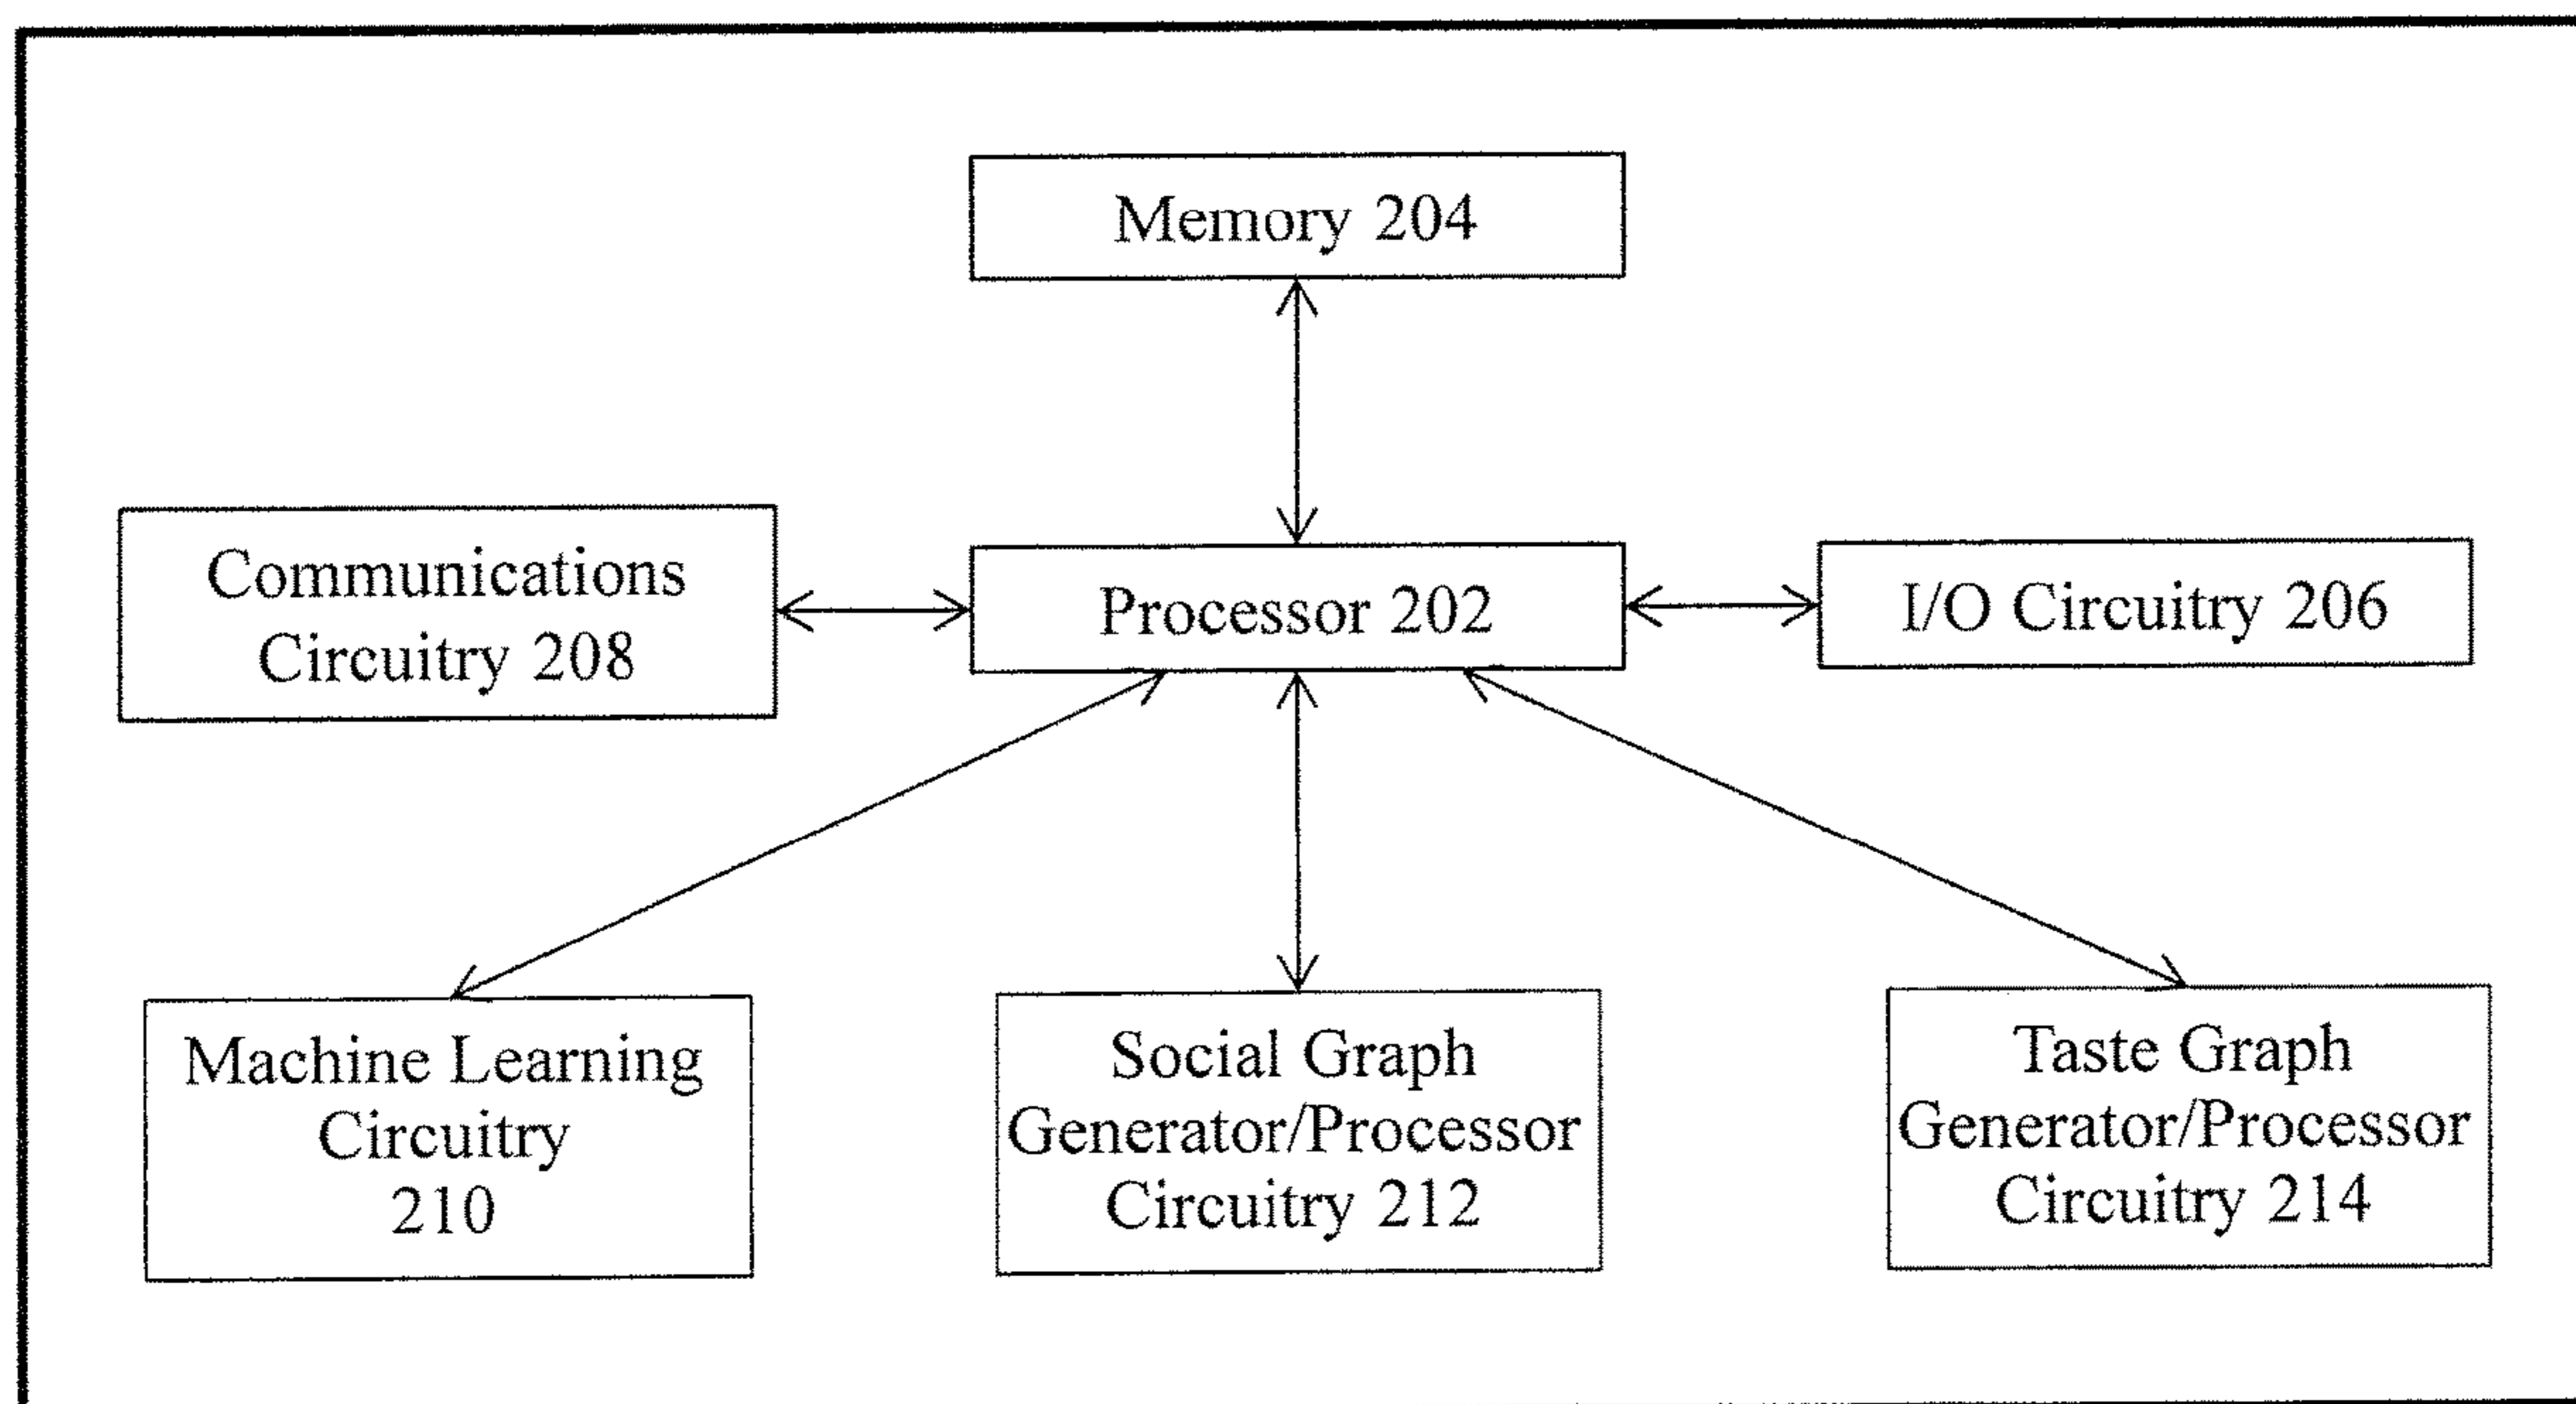 Memory 204
Communications
Circuitry 208
Processor 202
I/O Circuitry 206
Machine Learning
Circuitry
210
Social Graph
Generator/Processor
Circuitry 212
Taste Graph
Generator/Processor
Circuitry 214